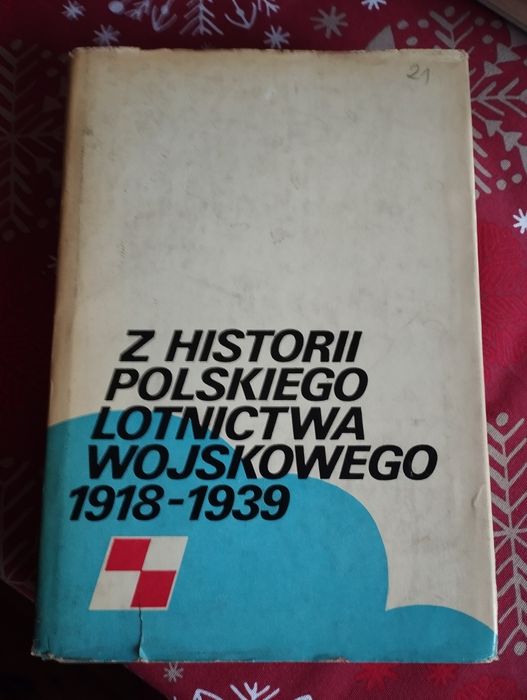 21
Z HISTORII
POLSKIEGO
LOTNICTWA
WOJSKOWEGO
1918-1939